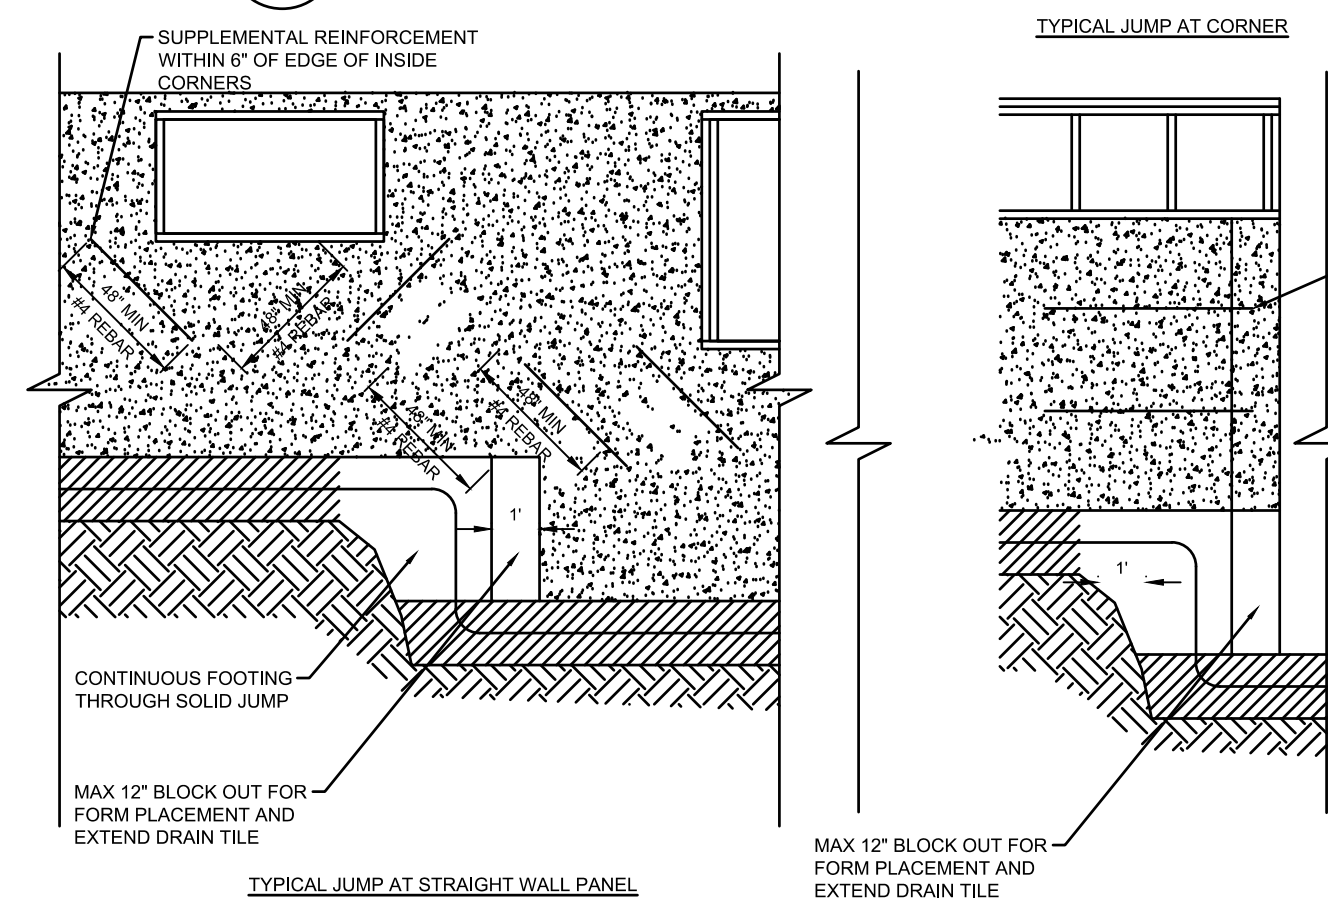 SUPPLEMENTAL REINFORCEMENT
WITHIN 6" OF EDGE OF INSIDE
CORNERS
48" MIN
#4 REBAR
48" MIN
#4 REBAR
48" MIN
#4 REBAR
48" MIN
#4 REBAR
1'
CONTINUOUS FOOTING
THROUGH SOLID JUMP
MAX 12" BLOCK OUT FOR
FORM PLACEMENT AND
EXTEND DRAIN TILE
TYPICAL JUMP AT STRAIGHT WALL PANEL
TYPICAL JUMP AT CORNER
1'
MAX 12" BLOCK OUT FOR
FORM PLACEMENT AND
EXTEND DRAIN TILE